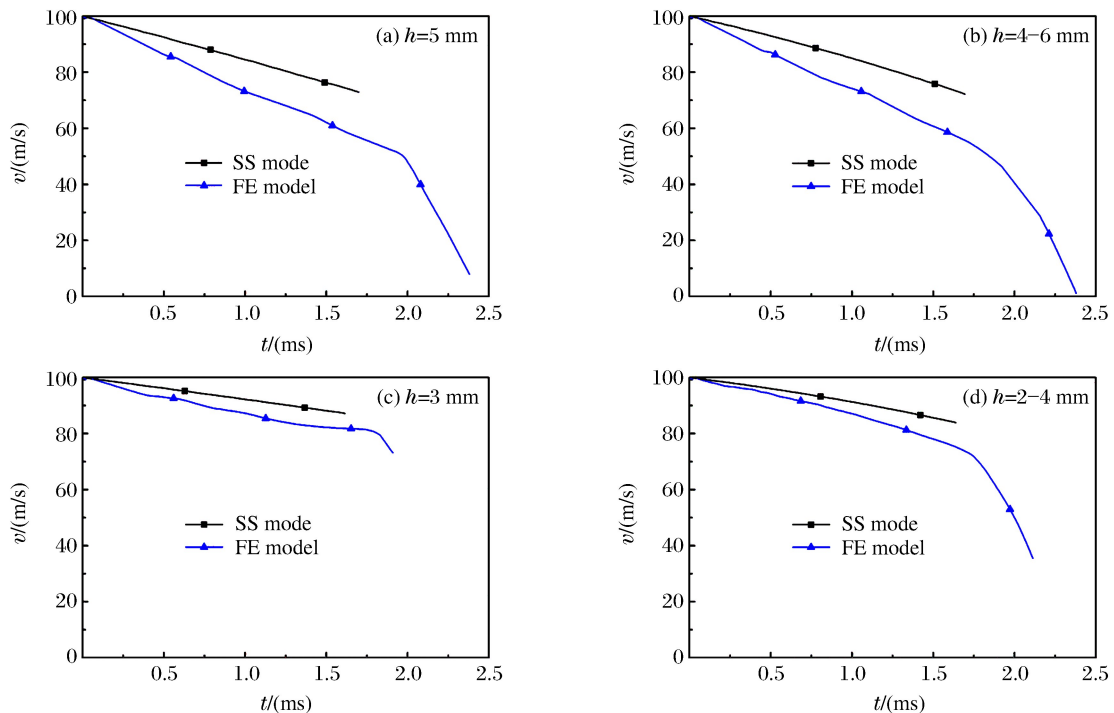 100
80
60
40
20
0
v/(m/s)
(a) h=5 mm
SS mode
FE model
0.5 1.0 1.5 2.0 2.5
t/(ms)
100
80
60
40
20
0
v/(m/s)
(b) h=4−6 mm
SS mode
FE model
0.5 1.0 1.5 2.0 2.5
t/(ms)
100
80
60
40
20
0
v/(m/s)
(c) h=3 mm
SS mode
FE model
0.5 1.0 1.5 2.0 2.5
t/(ms)
100
80
60
40
20
0
v/(m/s)
(d) h=2−4 mm
SS mode
FE model
0.5 1.0 1.5 2.0 2.5
t/(ms)